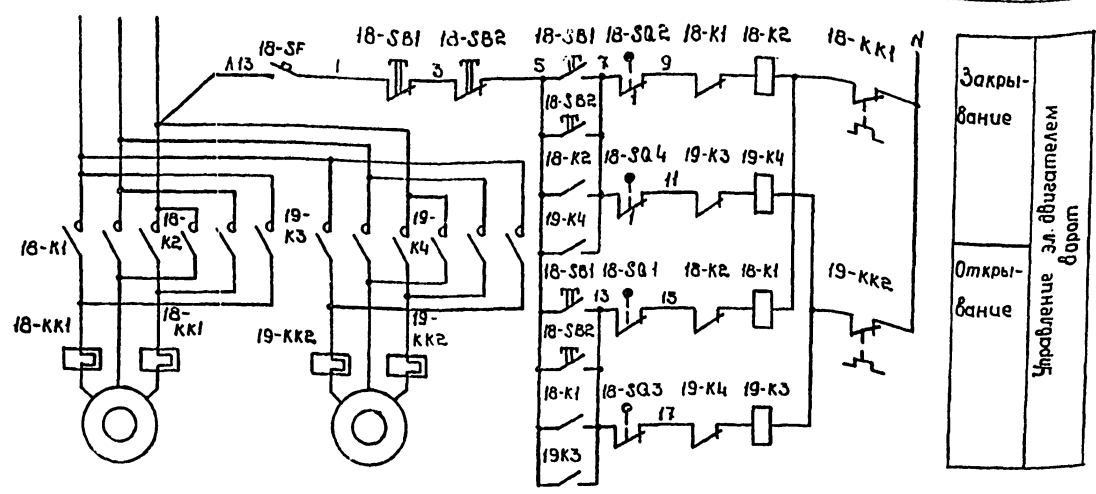 18-SF
18-SB1
18-SB2
18-SB1
18-SQ2
18-K1
18-K2
18-KK1
N
A13
1
3
5
7
9
18-SB2
18-K2
18-SQ4
19-K3
19-K4
11
19-K4
18-K1
18-K2
19-K3
19-K4
18-SB1
18-SQ1
18-K2
18-K1
19-KK2
13
15
18-SB2
18-KK1
18-KK1
19-KK2
19-KK2
18-K1
18-SQ3
19-K4
19-K3
17
19K3
Закры-
вание
Откры-
вание
Управление эл. двигателем
ворот